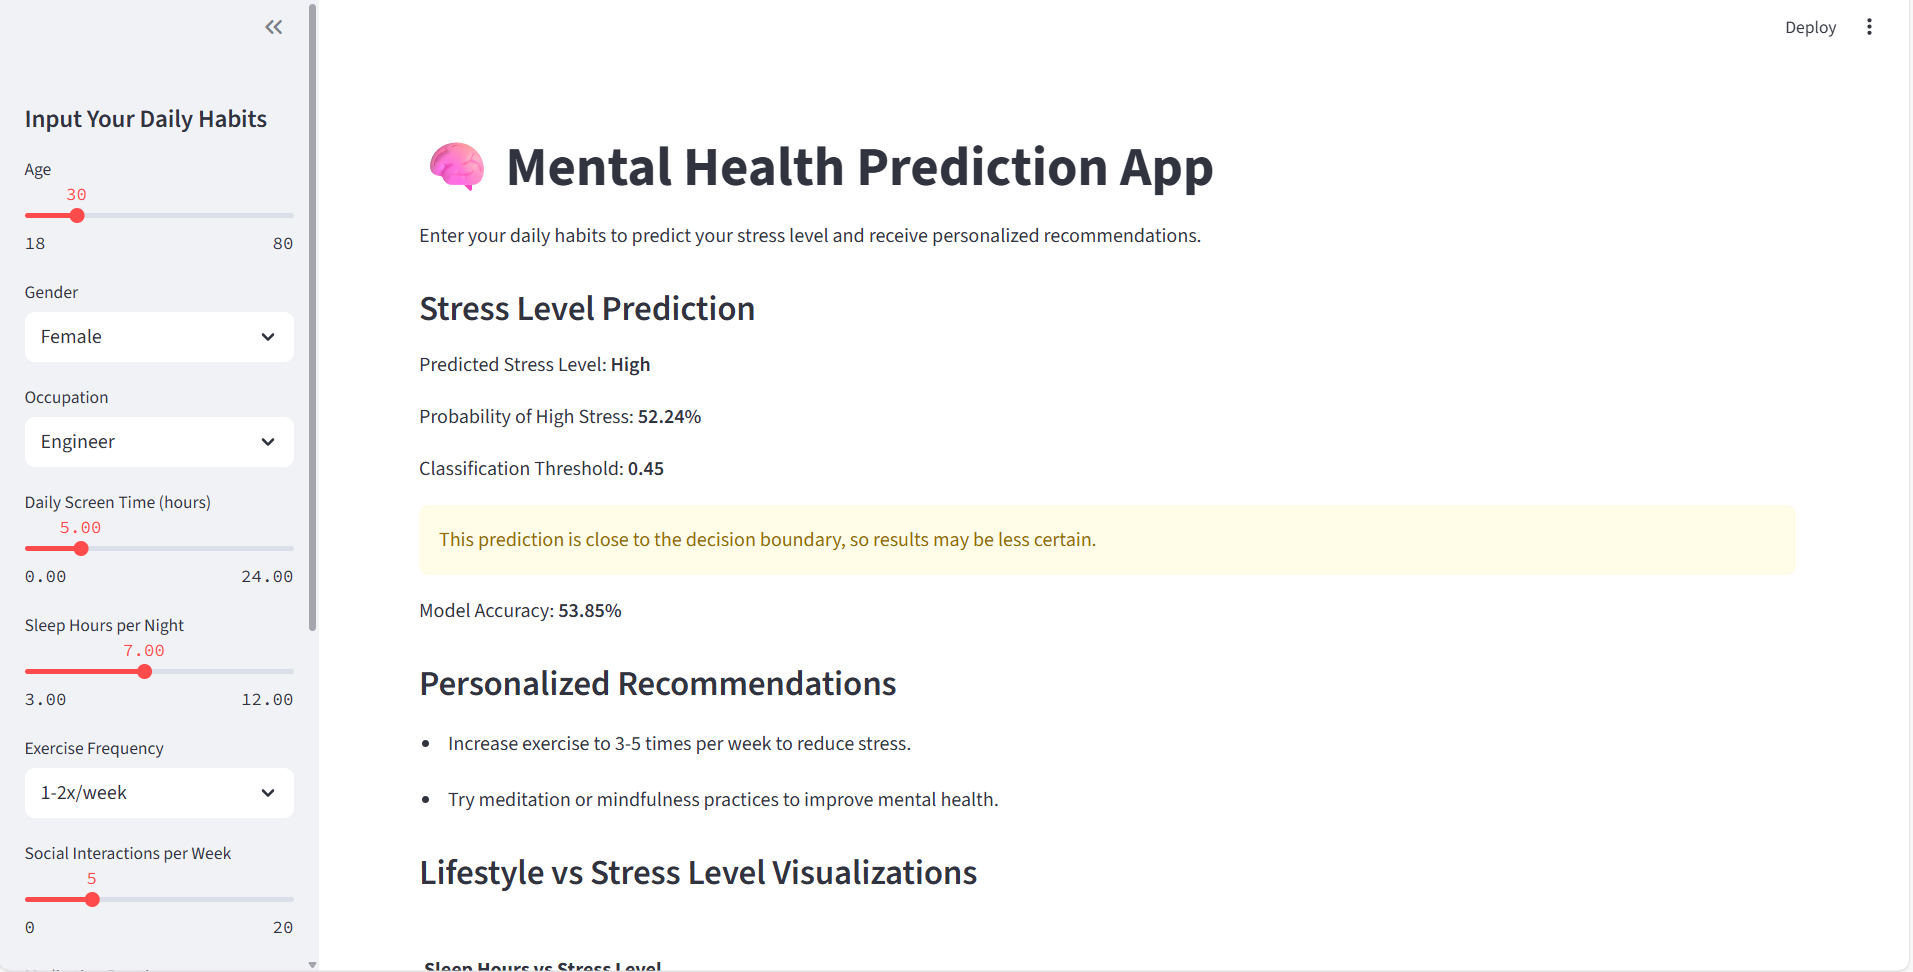 Deploy
Input Your Daily Habits
Age
30
18 80
Gender
Female
Occupation
Engineer
Daily Screen Time (hours)
5.00
0.00 24.00
Sleep Hours per Night
7.00
3.00 12.00
Exercise Frequency
1-2x/week
Social Interactions per Week
5
0 20
Mental Health Prediction App
Enter your daily habits to predict your stress level and receive personalized recommendations.
Stress Level Prediction
Predicted Stress Level: High
Probability of High Stress: 52.24%
Classification Threshold: 0.45
This prediction is close to the decision boundary, so results may be less certain.
Model Accuracy: 53.85%
Personalized Recommendations
Increase exercise to 3-5 times per week to reduce stress.
Try meditation or mindfulness practices to improve mental health.
Lifestyle vs Stress Level Visualizations
Sleep Hours vs Stress Level